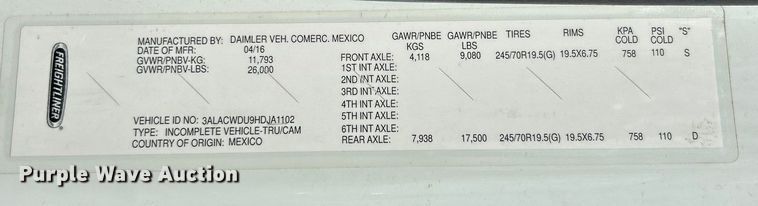 FREIGHTLINER
MANUFACTURED BY: DAIMLER VEH. COMERC. MEXICO
DATE OF MFR: 04/16
GVWR/PNBV-KG: 11,793
GVWR/PNBV-LBS: 26,000
VEHICLE ID NO: 3ALACWDU9HDJA1102
TYPE: INCOMPLETE VEHICLE-TRU/CAM
COUNTRY OF ORIGIN: MEXICO
GAWR/PNBE KGS GAWR/PNBE LBS TIRES RIMS KPA COLD PSI COLD "S"
FRONT AXLE: 4,118 9,080 245/70R19.5(G) 19.5X6.75 758 110 S
1ST INT AXLE:
2ND INT AXLE:
3RD INT AXLE:
4TH INT AXLE:
5TH INT AXLE:
6TH INT AXLE:
REAR AXLE: 7,938 17,500 245/70R19.5(G) 19.5X6.75 758 110 D
Purple Wave Auction